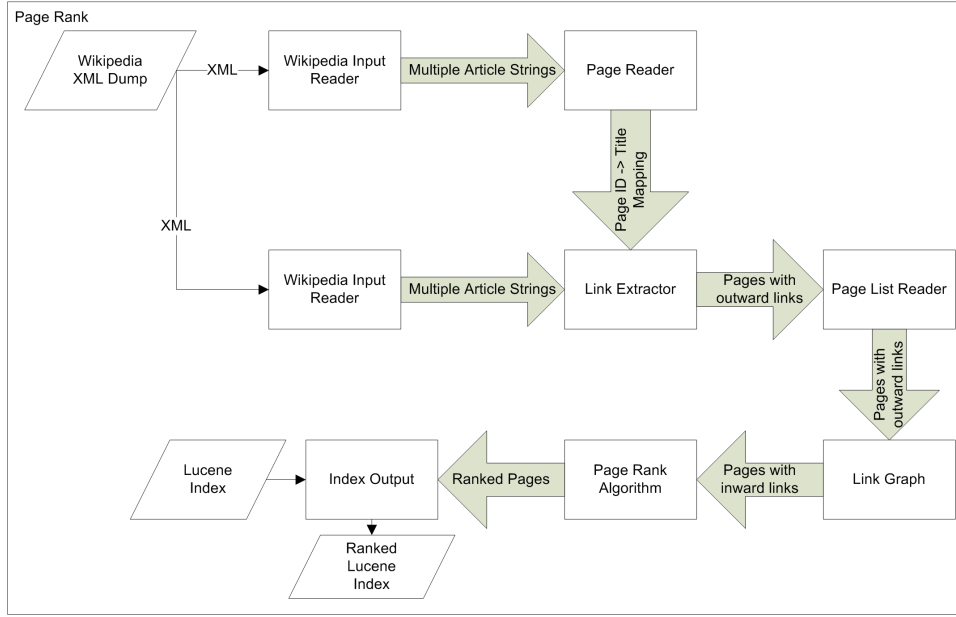 Page Rank
Wikipedia
XML Dump
XML
Wikipedia Input
Reader
Multiple Article Strings
Page Reader
Page ID -> Title
Mapping
XML
Wikipedia Input
Reader
Multiple Article Strings
Link Extractor
Pages with
outward links
Page List Reader
Pages with
outward links
Lucene
Index
Index Output
Ranked Pages
Page Rank
Algorithm
Pages with
inward links
Link Graph
Ranked
Lucene
Index